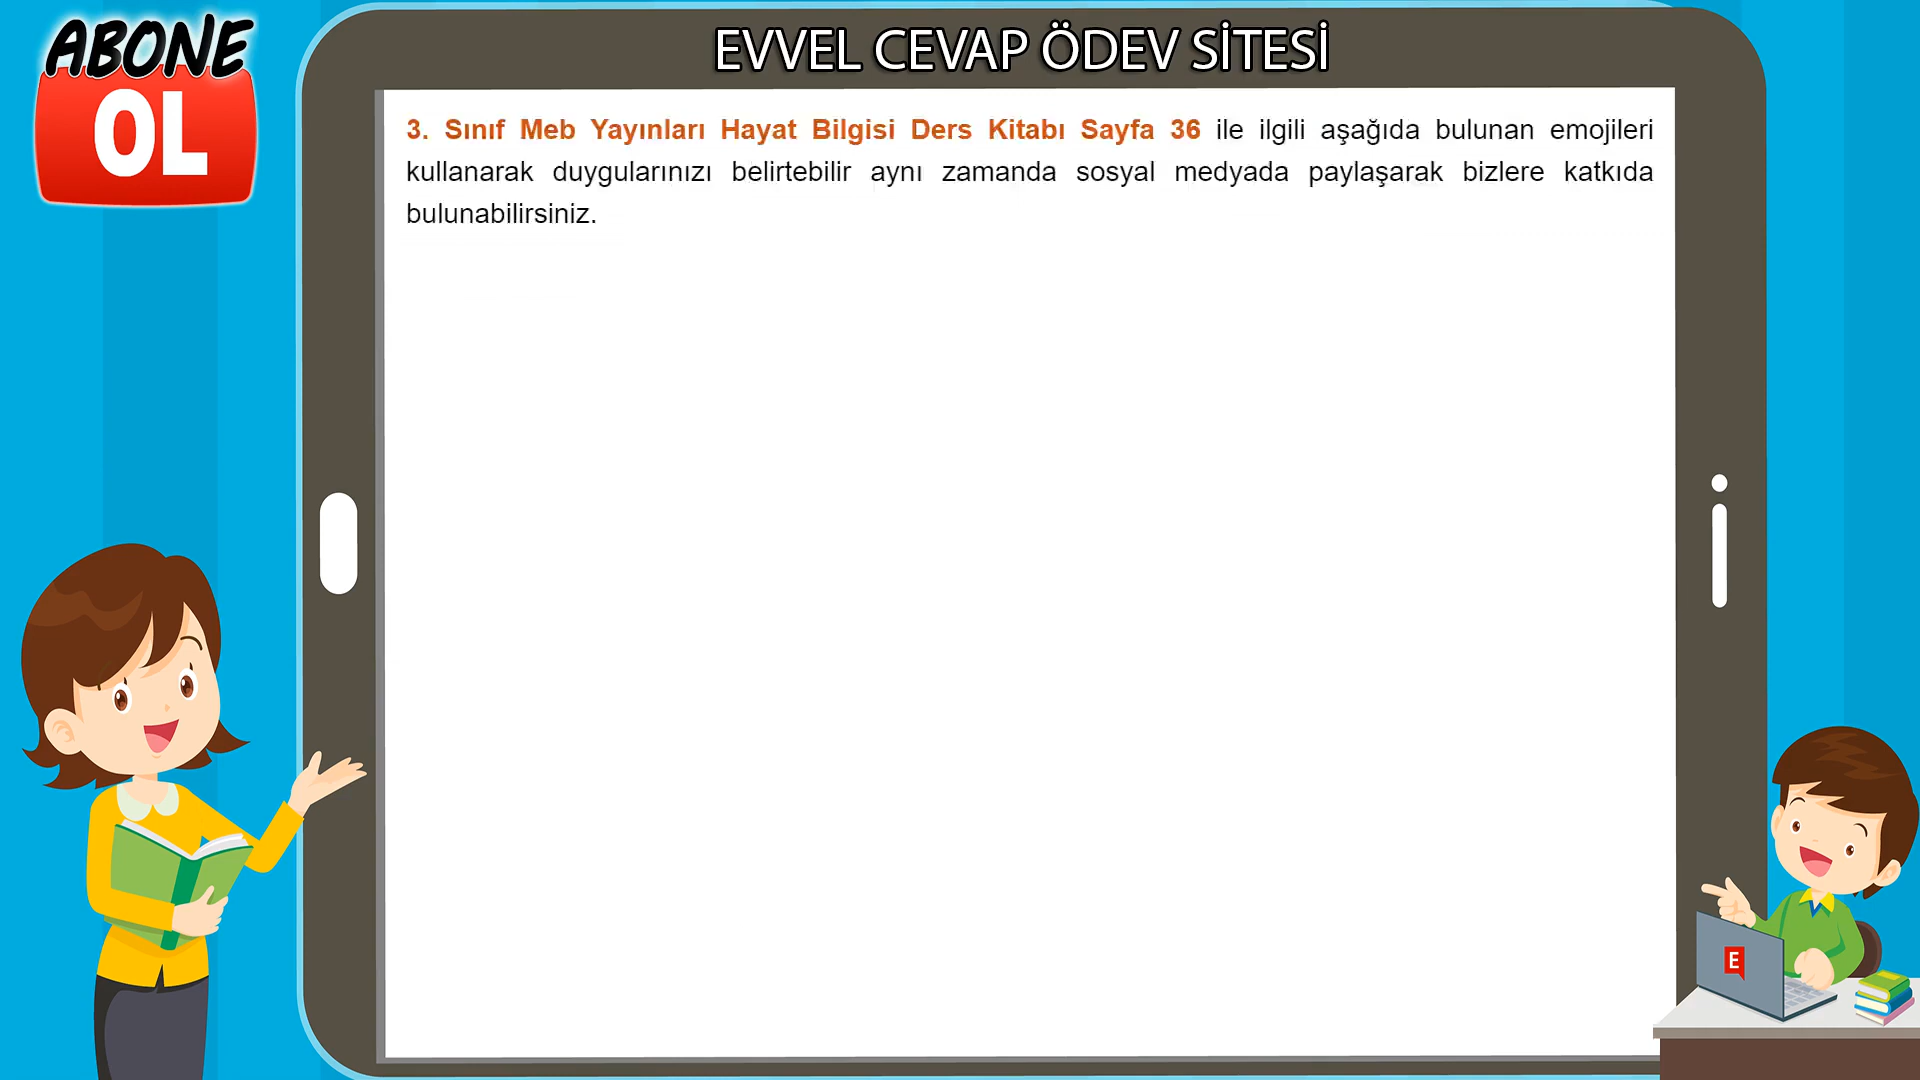 ABONE
OL
EVVEL CEVAP ÖDEV SİTESİ
3. Sınıf Meb Yayınları Hayat Bilgisi Ders Kitabı Sayfa 36 ile ilgili aşağıda bulunan emojileri
kullanarak duygularınızı belirtebilir aynı zamanda sosyal medyada paylaşarak bizlere katkıda
bulunabilirsiniz.
E